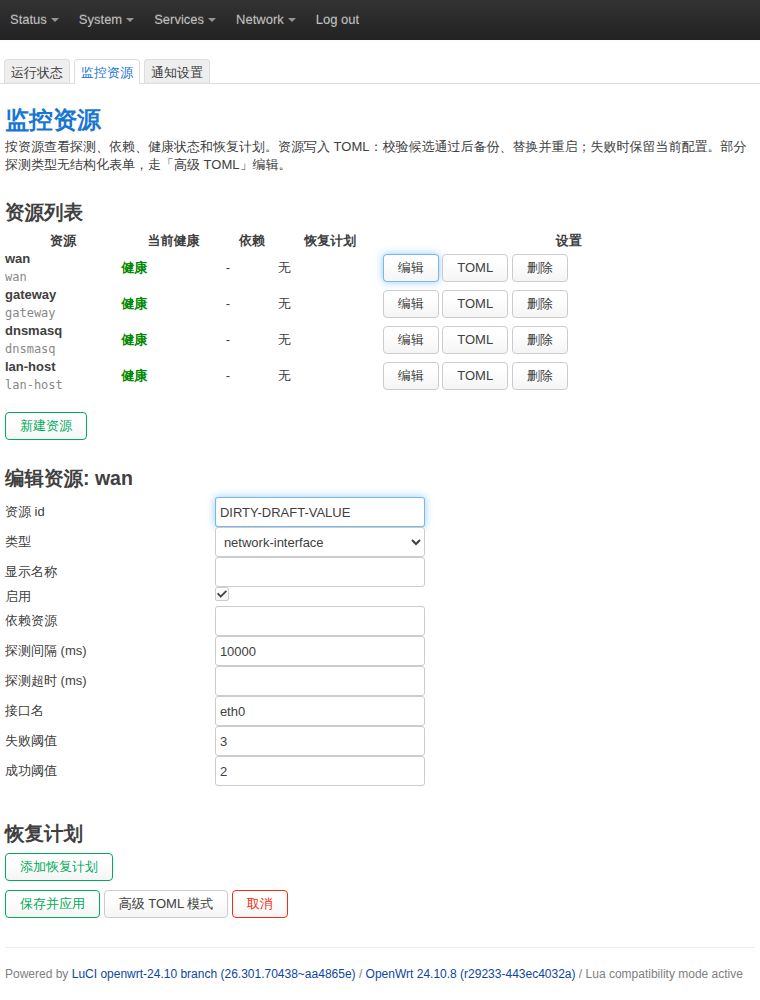 Status System Services Network Log out
运行状态 监控资源 通知设置
监控资源
按资源查看探测、依赖、健康状态和恢复计划。资源写入 TOML：校验候选通过后备份、替换并重启；失败时保留当前配置。部分
探测类型无结构化表单，走「高级 TOML」编辑。
资源列表
资源 当前健康 依赖 恢复计划 设置
wan
wan
健康 - 无 编辑 TOML 删除
gateway
gateway
健康 - 无 编辑 TOML 删除
dnsmasq
dnsmasq
健康 - 无 编辑 TOML 删除
lan-host
lan-host
健康 - 无 编辑 TOML 删除
新建资源
编辑资源: wan
资源 id DIRTY-DRAFT-VALUE
类型 network-interface
显示名称
启用
依赖资源
探测间隔 (ms) 10000
探测超时 (ms)
接口名 eth0
失败阈值 3
成功阈值 2
恢复计划
添加恢复计划
保存并应用 高级 TOML 模式 取消
Powered by LuCI openwrt-24.10 branch (26.301.70438~aa4865e) / OpenWrt 24.10.8 (r29233-443ec4032a) / Lua compatibility mode active